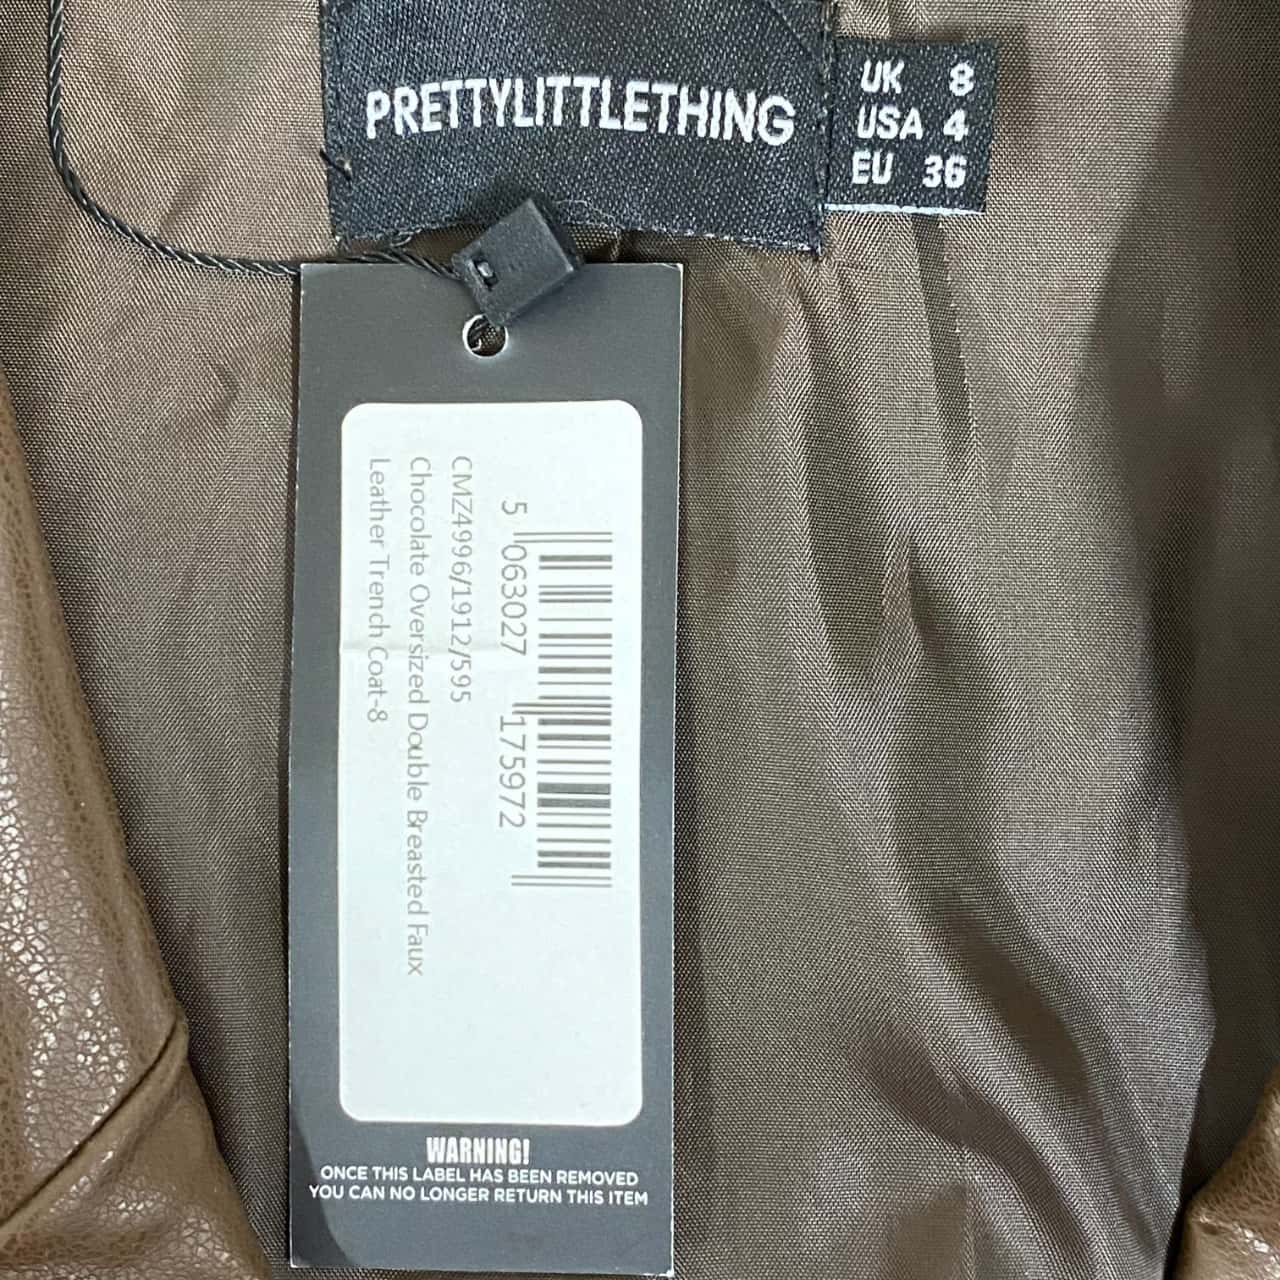 PRETTYLITTLETHING
UK 8
USA 4
EU 36
5 063027 175972
CMZ4996/1912/595
Chocolate Oversized Double Breasted Faux
Leather Trench Coat-8
WARNING!
ONCE THIS LABEL HAS BEEN REMOVED
YOU CAN NO LONGER RETURN THIS ITEM